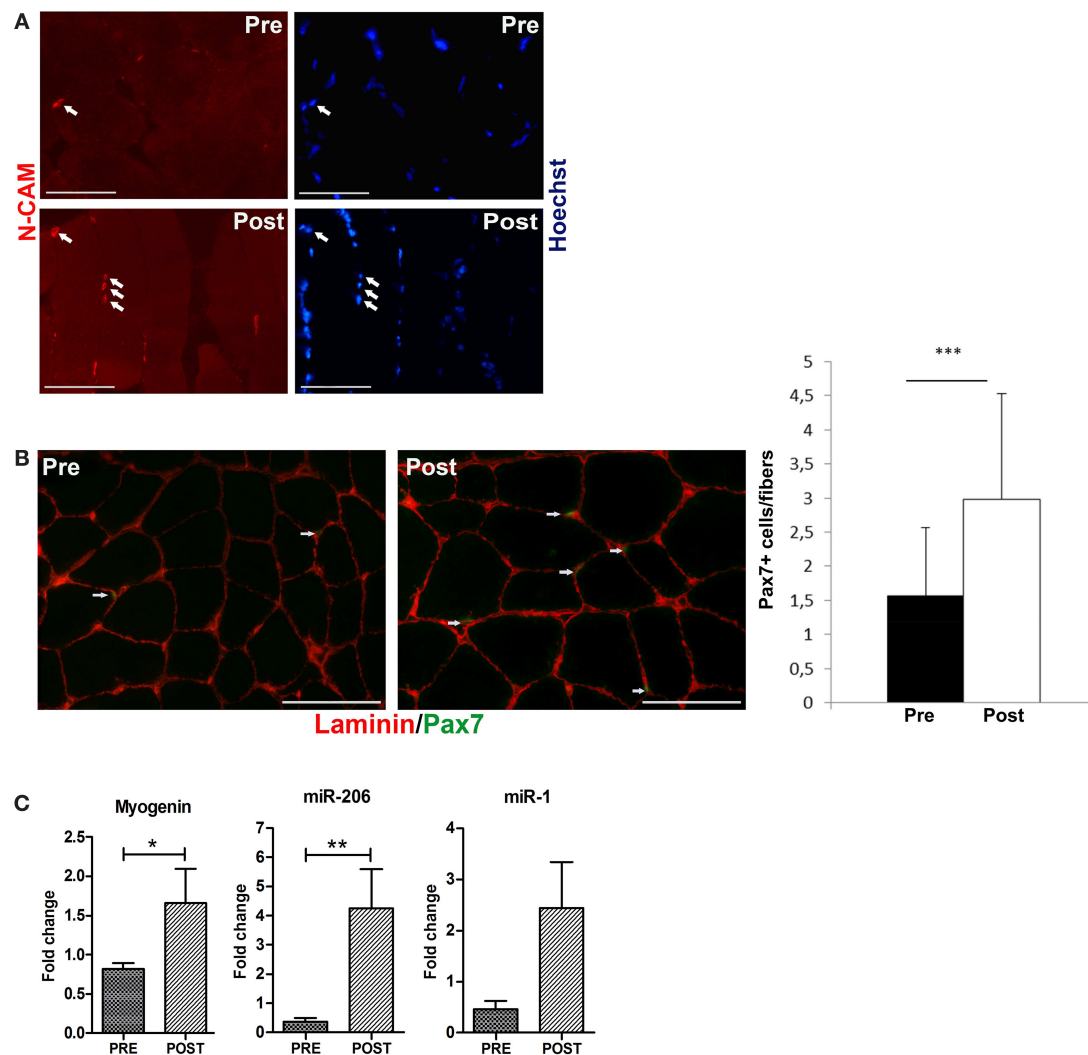 A
Pre
Pre
N-CAM
Hoechst
Post
Post
B
Pre
Post
Laminin/Pax7
***
Pax7+ cells/fibers
5
4,5
4
3,5
3
2,5
2
1,5
1
0,5
0
Pre
Post
C
Myogenin
Fold change
2.5
2.0
1.5
1.0
0.5
0.0
*
PRE
POST
miR-206
Fold change
7
6
5
4
3
2
1
0
**
PRE
POST
miR-1
Fold change
4
3
2
1
0
PRE
POST